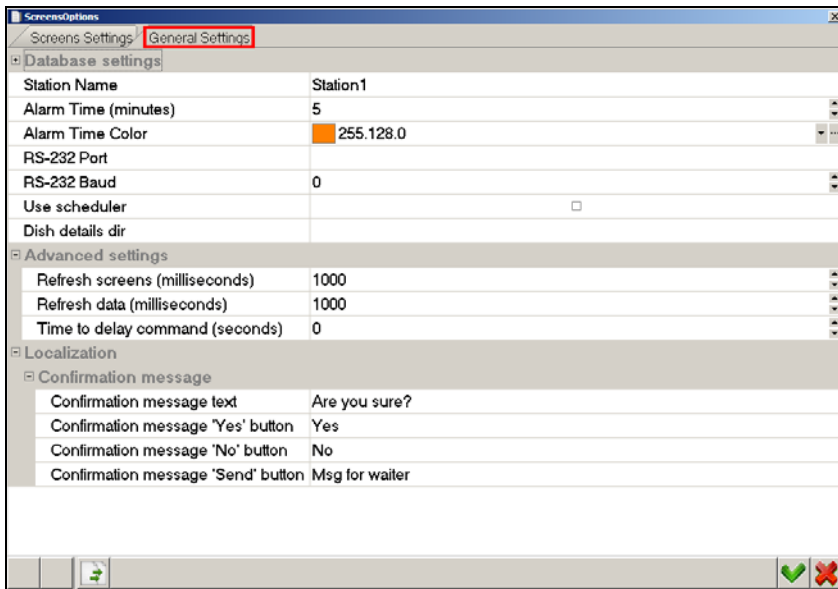 ScreensOptions
Screens Settings General Settings
Database settings
Station Name Station1
Alarm Time (minutes) 5
Alarm Time Color 255.128.0
RS-232 Port
RS-232 Baud 0
Use scheduler
Dish details dir
Advanced settings
Refresh screens (milliseconds) 1000
Refresh data (milliseconds) 1000
Time to delay command (seconds) 0
Localization
Confirmation message
Confirmation message text Are you sure?
Confirmation message 'Yes' button Yes
Confirmation message 'No' button No
Confirmation message 'Send' button Msg for waiter